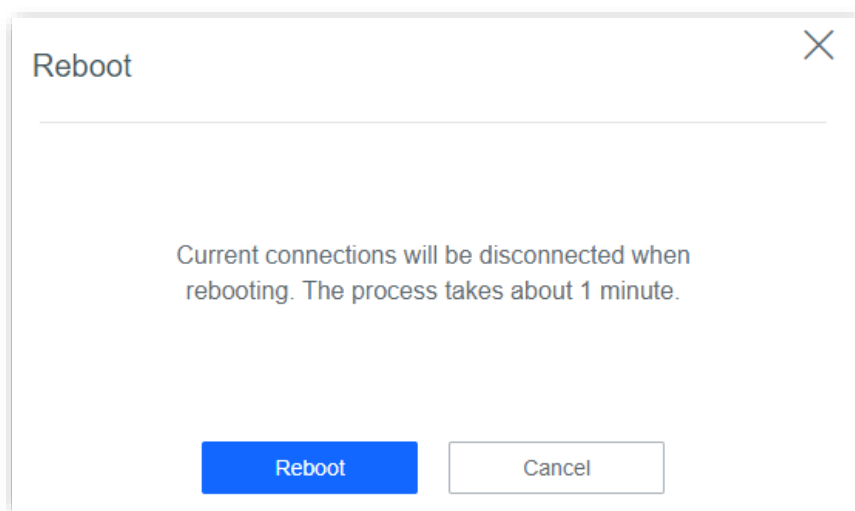 Reboot
Current connections will be disconnected when
rebooting. The process takes about 1 minute.
Reboot
Cancel